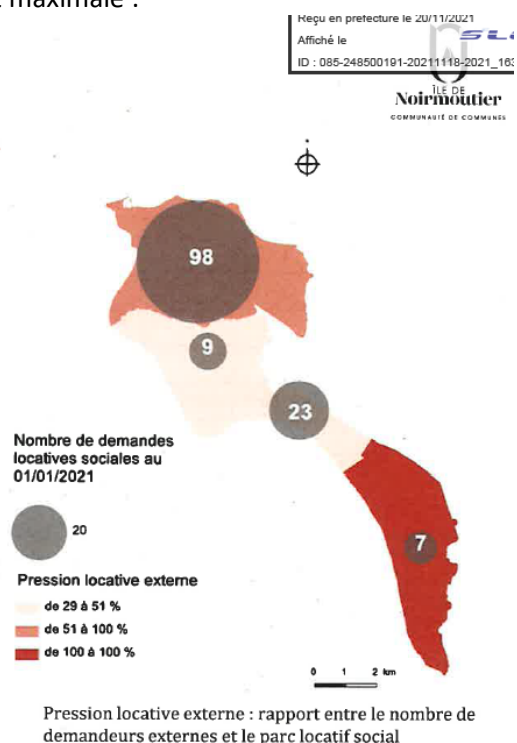 t maximale :
Reçu en préfecture le 20/11/2021
Affiché le
ID : 085-248500191-20211118-2021_163
ÎLE DE
Noirmoutier
COMMUNAUTÉ DE COMMUNES
98
9
23
7
Nombre de demandes
locatives sociales au
01/01/2021
20
Pression locative externe
de 29 à 51 %
de 51 à 100 %
de 100 à 100 %
0 1 2 km
Pression locative externe : rapport entre le nombre de
demandeurs externes et le parc locatif social